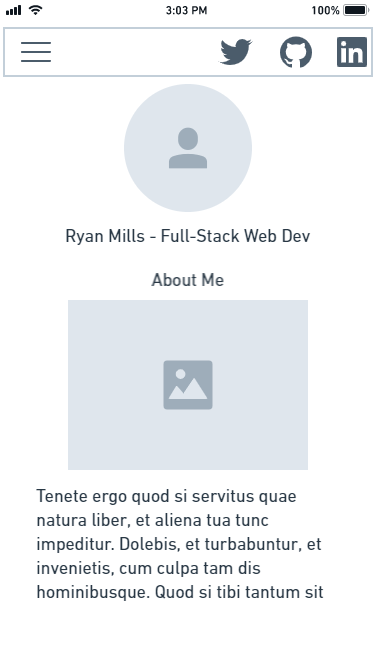 3:03 PM
100%
in
Ryan Mills - Full-Stack Web Dev
About Me
Tenete ergo quod si servitus quae
natura liber, et aliena tua tunc
impeditur. Dolebis, et turbabuntur, et
invenietis, cum culpa tam dis
hominibusque. Quod si tibi tantum sit